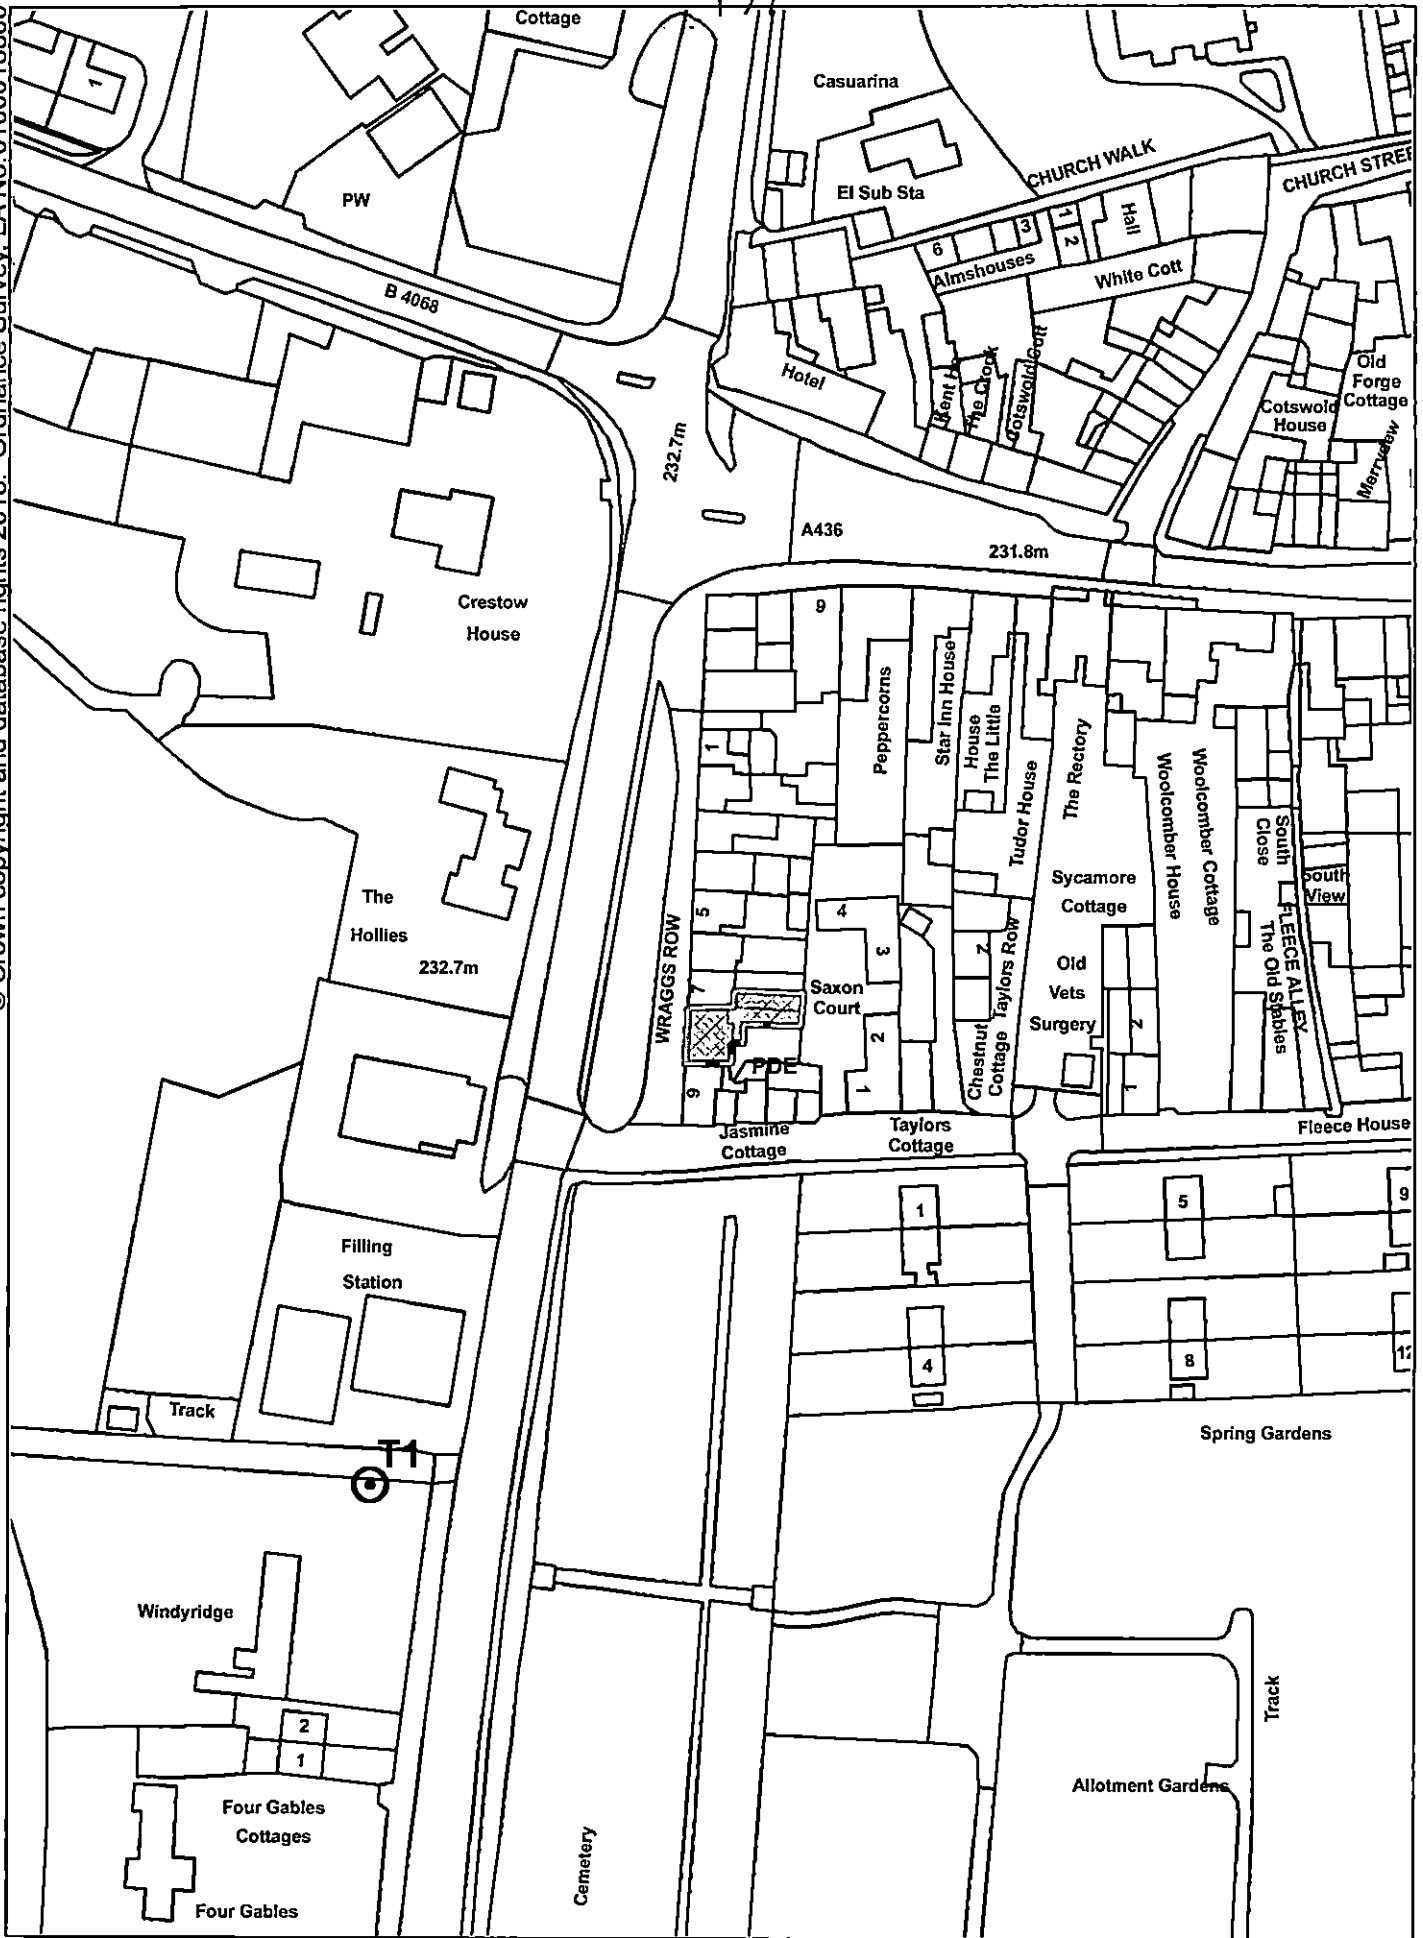 Cottage
Casuarina
1
CHURCH WALK
CHURCH STREE
PW
El Sub Sta
6
3
1
2
Hall
Almshouses
White Cott
B 4068
Hotel
The Crook
Cotswold Cott
Old
Forge
Cottage
Cotswold
House
Merryview
232.7m
A436
231.8m
Crestow
House
9
Peppercorns
Star Inn House
House
The Little
Tudor House
The Rectory
Woolcomber House
Woolcomber Cottage
South
Close
South
View
1
The
Hollies
232.7m
WRAGGS ROW
5
7
9
4
3
Saxon
Court
2
1
PDE
2
Taylors Row
Chestnut
Cottage
Sycamore
Cottage
Old
Vets
Surgery
2
1
FLEECE ALLEY
The Old Stables
Jasmine
Cottage
Taylors
Cottage
Fleece House
1
5
9
4
8
12
Filling
Station
Track
T1
Spring Gardens
Windyridge
2
1
Four Gables
Cottages
Four Gables
Cemetery
Track
Allotment Gardens